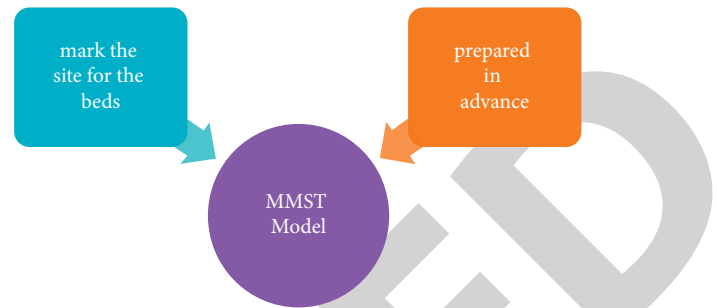 mark the
site for the
beds
prepared
in
advance
MMST
Model